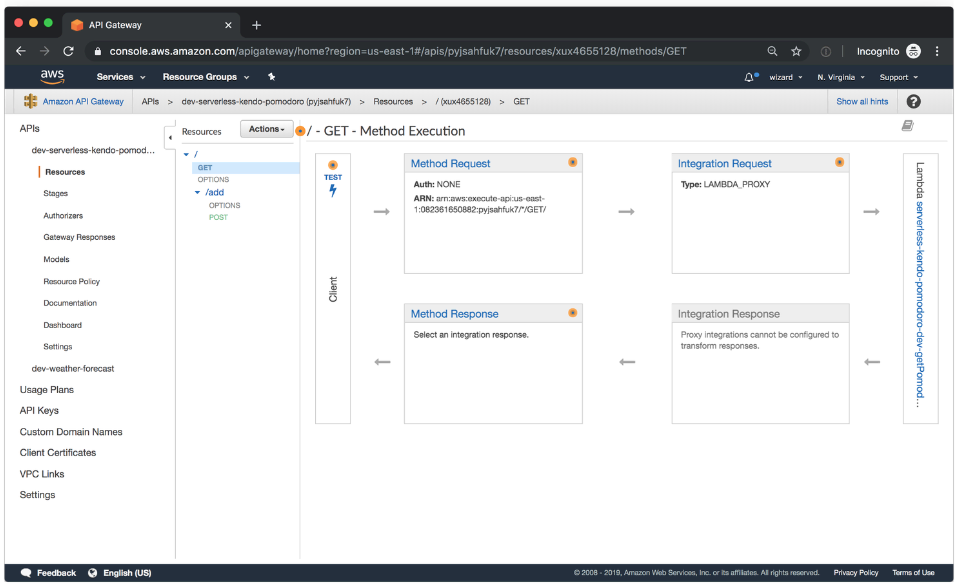 API Gateway
console.aws.amazon.com/apigateway/home?region=us-east-1#/apis/pyjsahfuk7/resources/xux4655128/methods/GET
Incognito
aws
Services
Resource Groups
wizard
N. Virginia
Support
Amazon API Gateway
APIs > dev-serverless-kendo-pomodoro (pyjsahfuk7) > Resources > / (xux4655128) > GET
Show all hints
?
APIs
dev-serverless-kendo-pomod...
Resources
Stages
Authorizers
Gateway Responses
Models
Resource Policy
Documentation
Dashboard
Settings
dev-weather-forecast
Usage Plans
API Keys
Custom Domain Names
Client Certificates
VPC Links
Settings
Resources
Actions
/
GET
OPTIONS
/add
OPTIONS
POST
/ - GET - Method Execution
TEST
Client
Method Request
Auth: NONE
ARN: arn:aws:execute-api:us-east-
1:082361650882:pyjsahfuk7/*/GET/
Integration Request
Type: LAMBDA_PROXY
Lambda serverless-kendo-pomodoro-dev-getPomod...
Method Response
Select an integration response.
Integration Response
Proxy integrations cannot be configured to
transform responses.
Feedback
English (US)
© 2008 - 2019, Amazon Web Services, Inc. or its affiliates. All rights reserved.
Privacy Policy
Terms of Use